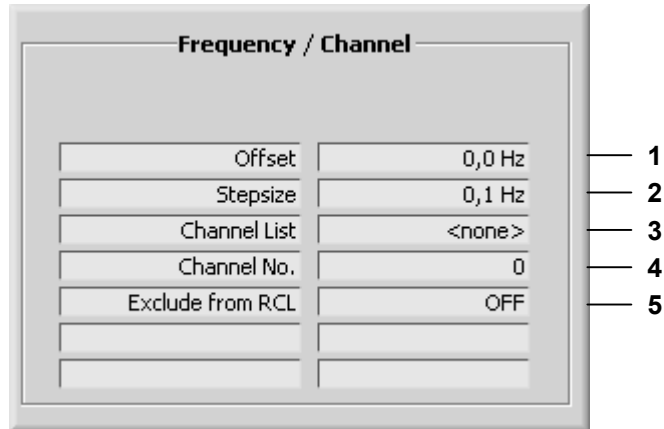 Frequency / Channel
Offset 0,0 Hz 1
Stepsize 0,1 Hz 2
Channel List <none> 3
Channel No. 0 4
Exclude from RCL OFF 5